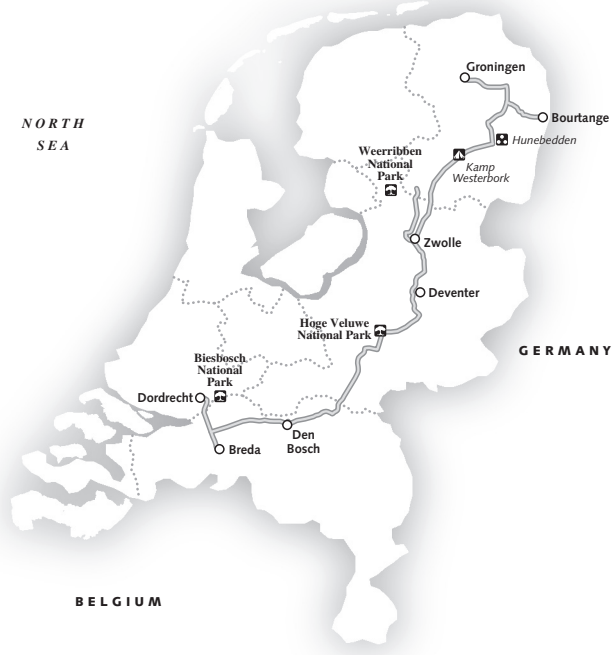 Groningen
NORTH
SEA
Bourtange
Hunebedden
Weerribben
National
Park
Kamp
Westerbork
Zwolle
Deventer
Hoge Veluwe
National Park
GERMANY
Biesbosch
National
Park
Dordrecht
Den
Bosch
Breda
BELGIUM